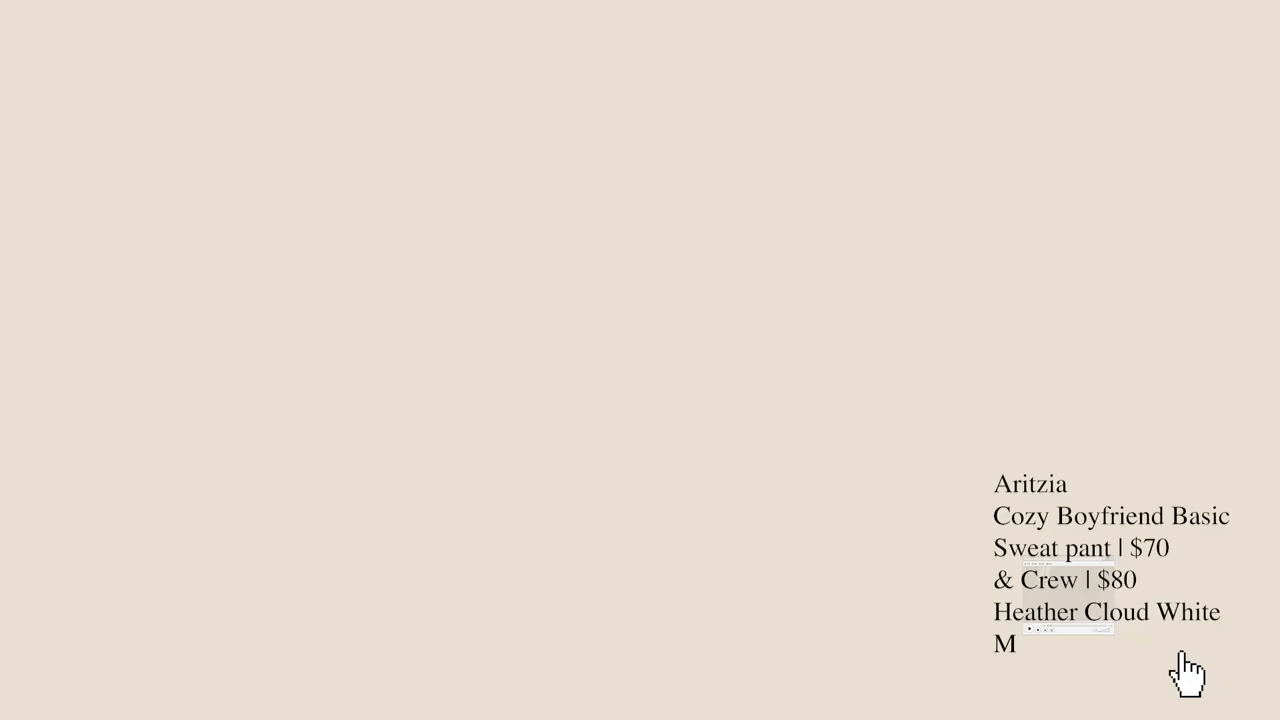 Aritzia
Cozy Boyfriend Basic
Sweat pant | $70
& Crew | $80
Heather Cloud White
M